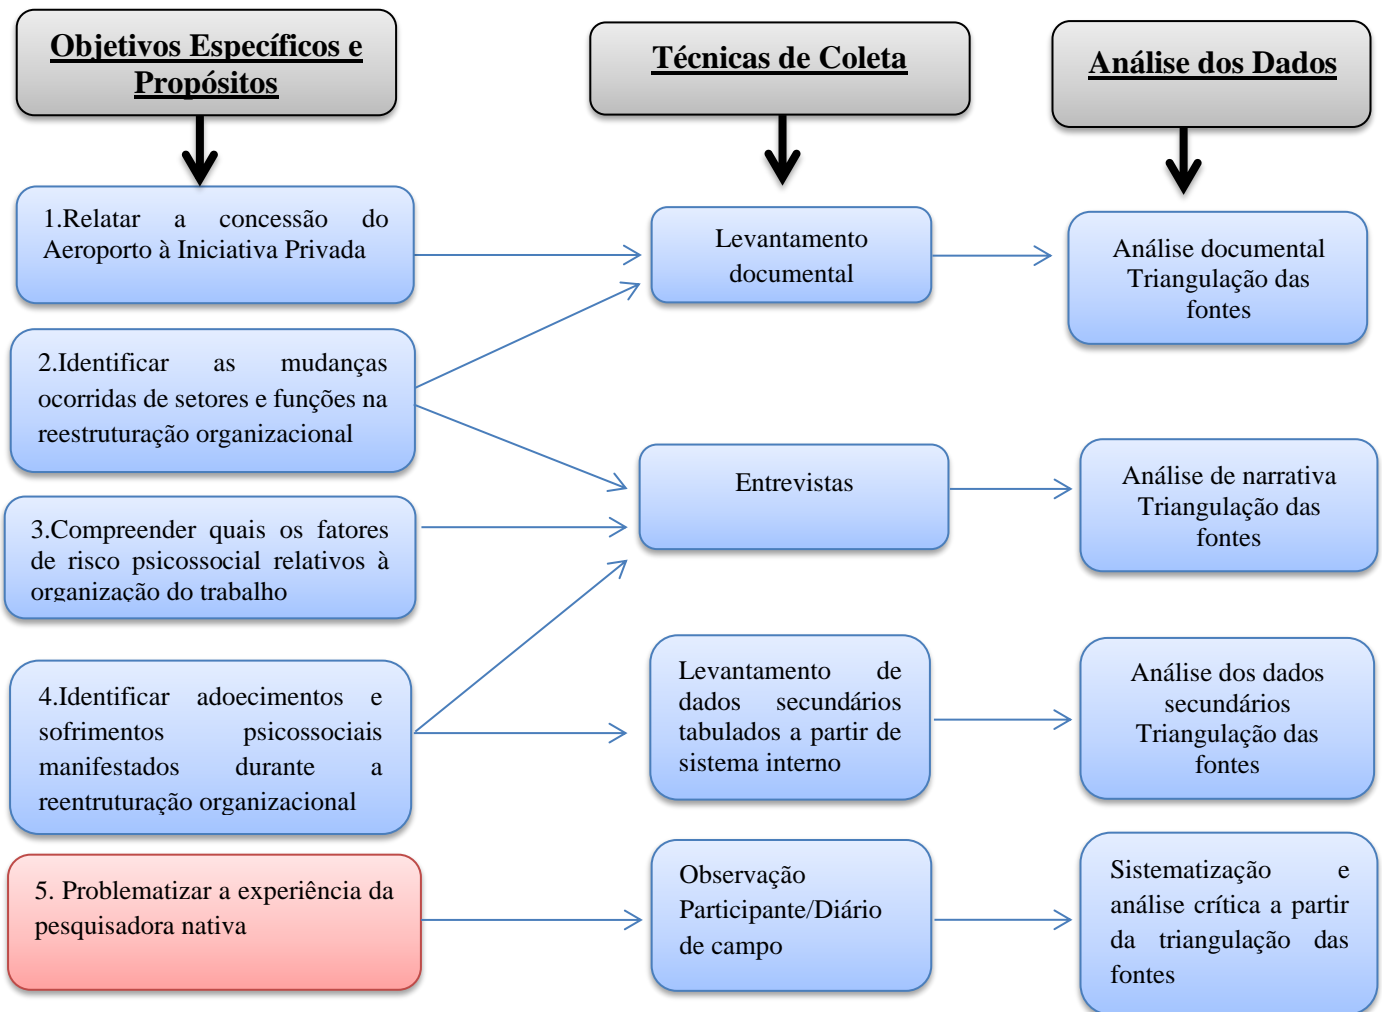 Objetivos Específicos e
Propósitos
Técnicas de Coleta
Análise dos Dados
1.Relatar a concessão do
Aeroporto à Iniciativa Privada
Levantamento
documental
Análise documental
Triangulação das
fontes
2.Identificar as mudanças
ocorridas de setores e funções na
reestruturação organizacional
Entrevistas
Análise de narrativa
Triangulação das
fontes
3.Compreender quais os fatores
de risco psicossocial relativos à
organização do trabalho
4.Identificar adoecimentos e
sofrimentos psicossociais
manifestados durante a
reentruturação organizacional
Levantamento de
dados secundários
tabulados a partir de
sistema interno
Análise dos dados
secundários
Triangulação das
fontes
5. Problematizar a experiência da
pesquisadora nativa
Observação
Participante/Diário
de campo
Sistematização e
análise crítica a partir
da triangulação das
fontes